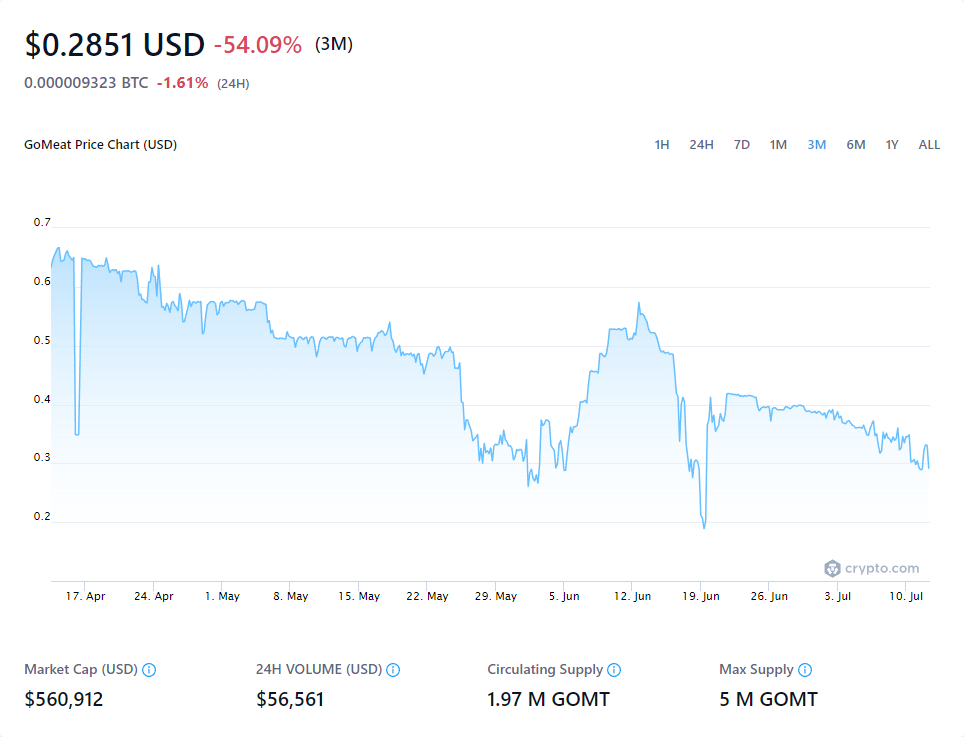 $0.2851 USD -54.09% (3M)
0.000009323 BTC -1.61% (24H)
GoMeat Price Chart (USD) 1H 24H 7D 1M 3M 6M 1Y ALL
0.7
0.6
0.5
0.4
0.3
0.2
crypto.com
17. Apr 24. Apr 1. May 8. May 15. May 22. May 29. May 5. Jun 12. Jun 19. Jun 26. Jun 3. Jul 10. Jul
Market Cap (USD) 24H VOLUME (USD) Circulating Supply Max Supply
$560,912 $56,561 1.97 M GOMT 5 M GOMT